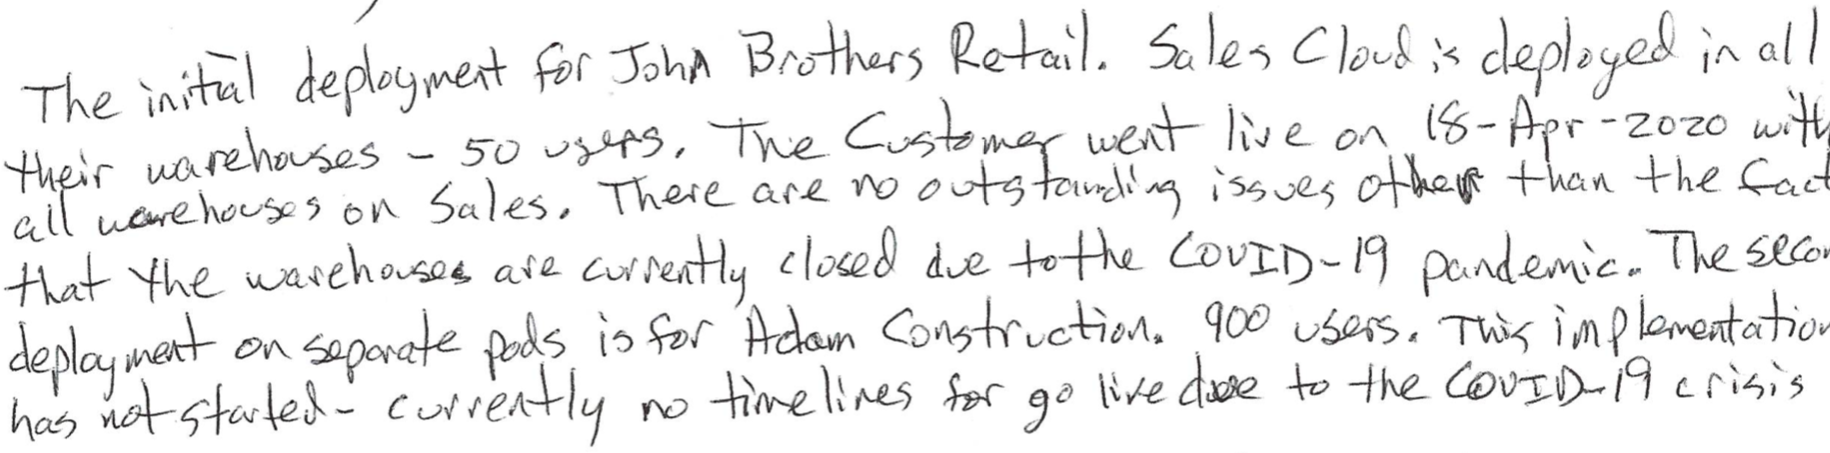 The initial deployment for John Brothers Retail. Sales Cloud is deployed in all
their warehouses - 50 users. The Customer went live on 18-Apr-2020 with
all warehouses on Sales. There are no outstanding issues other than the fact
that the warehouses are currently closed due to the COVID-19 pandemic. The secon
deployment on separate pods is for Adam Construction. 900 users. This implementation
has not started - currently no timelines for go live due to the COVID-19 crisis